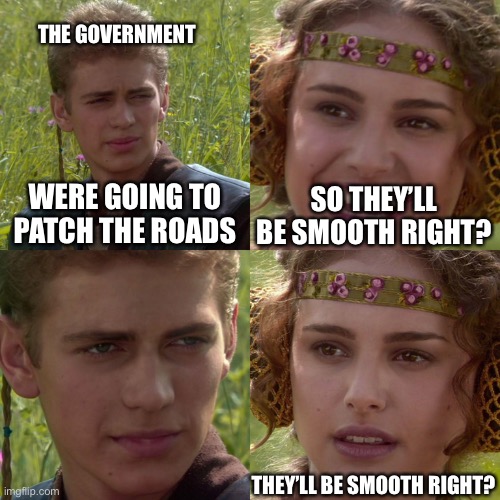 THE GOVERNMENT
WERE GOING TO
PATCH THE ROADS
SO THEY'LL
BE SMOOTH RIGHT?
THEY'LL BE SMOOTH RIGHT?
imgflip.com